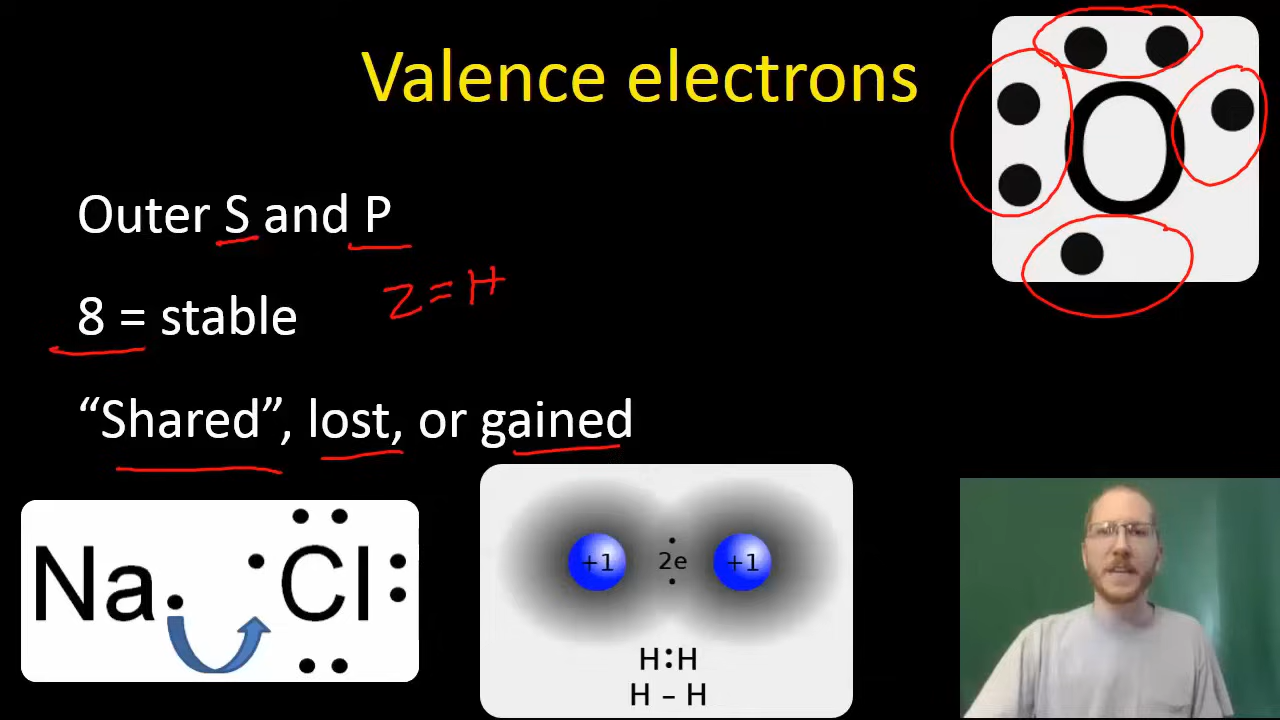 Valence electrons
O
Outer S and P
2 = H
8 = stable
“Shared”, lost, or gained
Na Cl
+1 2e +1
H:H
H – H